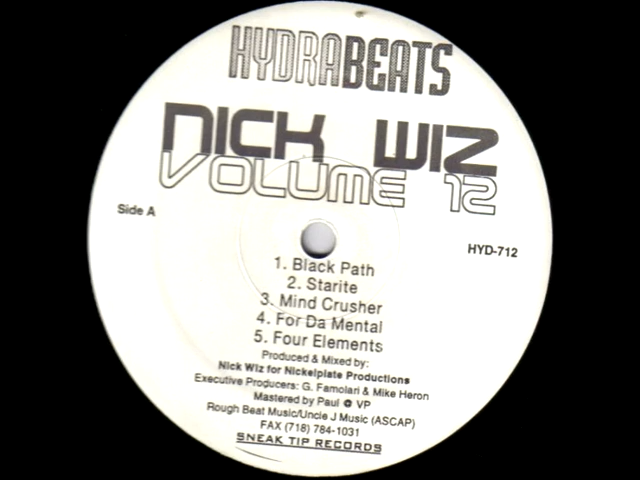 HYDRABEATS
NICK WIZ
VOLUME 12
Side A
HYD-712
1. Black Path
2. Starite
3. Mind Crusher
4. For Da Mental
5. Four Elements
Produced & Mixed by:
Nick Wiz for Nickelplate Productions
Executive Producers: G. Famolari & Mike Heron
Mastered by Paul @ VP
Rough Beat Music/Uncle J Music (ASCAP)
FAX (718) 784-1031
SNEAK TIP RECORDS